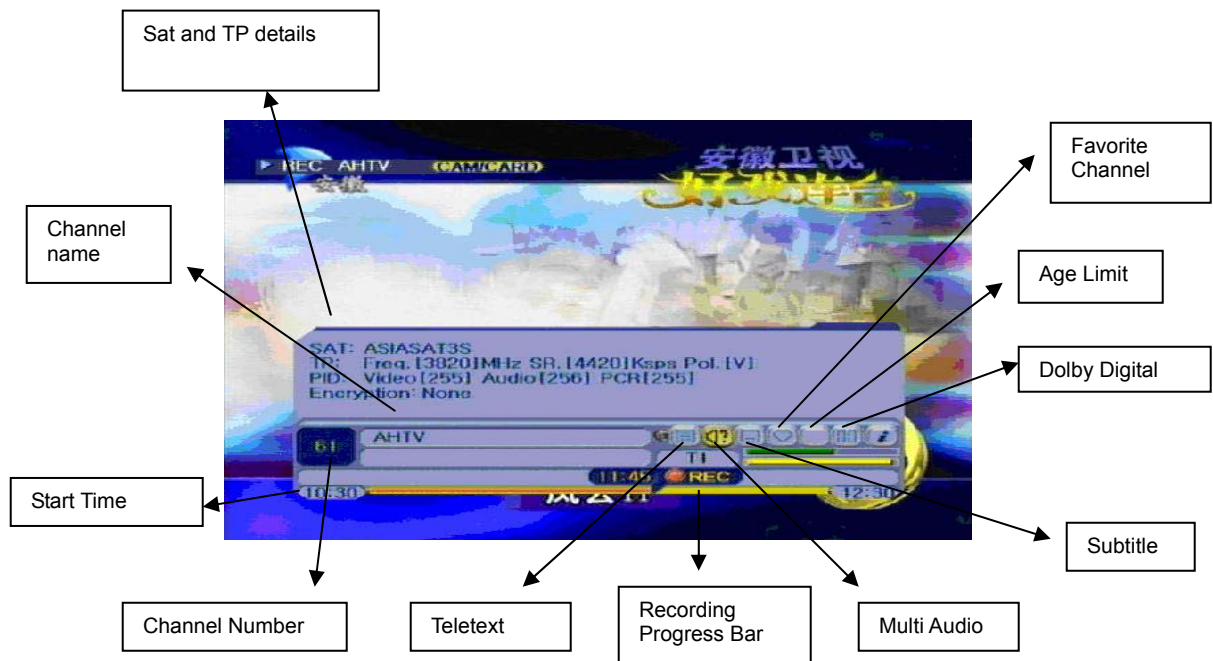 Sat and TP details
REC AHTV (CAM/CARD)
安徽卫视
安徽
Favorite
Channel
Channel
name
Age Limit
SAT: ASIASAT3S
TP: Freq.[3820]MHz SR.[4420]Ksps Pol.[V]
PID: Video[255] Audio[256] PCR[255]
Encryption: None
Dolby Digital
61
AHTV
11:45 REC
10:30
12:30
Start Time
Subtitle
Channel Number
Teletext
Recording
Progress Bar
Multi Audio